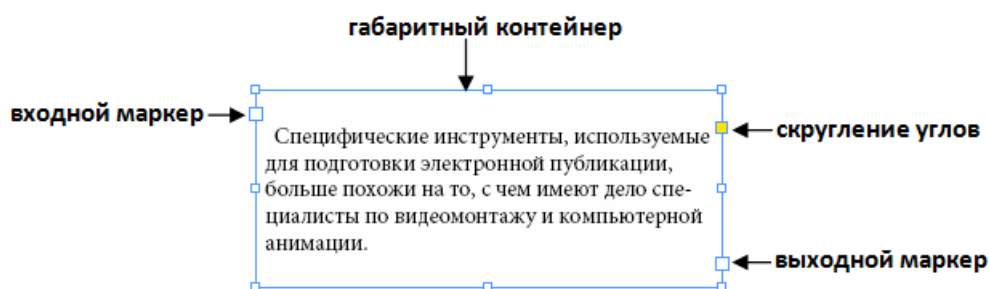 габаритный контейнер
входной маркер
скругление углов
Специфические инструменты, используемые
для подготовки электронной публикации,
больше похожи на то, с чем имеют дело спе-
циалисты по видеомонтажу и компьютерной
анимации.
выходной маркер